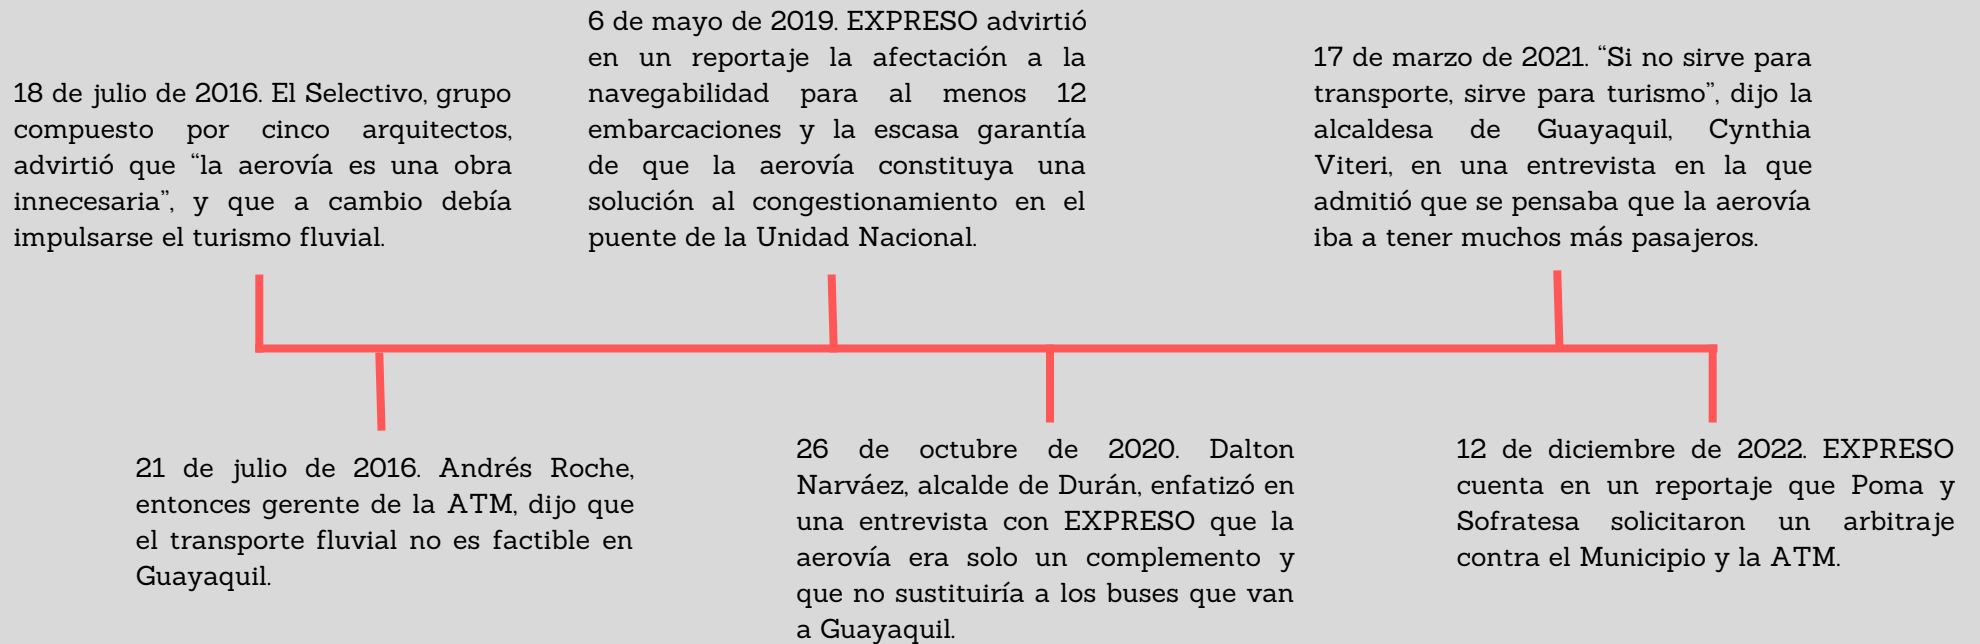 18 de julio de 2016. El Selectivo, grupo
compuesto por cinco arquitectos,
advirtió que “la aerovía es una obra
innecesaria”, y que a cambio debía
impulsarse el turismo fluvial.
21 de julio de 2016. Andrés Roche,
entonces gerente de la ATM, dijo que
el transporte fluvial no es factible en
Guayaquil.
6 de mayo de 2019. EXPRESO advirtió
en un reportaje la afectación a la
navegabilidad para al menos 12
embarcaciones y la escasa garantía
de que la aerovía constituya una
solución al congestionamiento en el
puente de la Unidad Nacional.
26 de octubre de 2020. Dalton
Narváez, alcalde de Durán, enfatizó en
una entrevista con EXPRESO que la
aerovía era solo un complemento y
que no sustituiría a los buses que van
a Guayaquil.
17 de marzo de 2021. “Si no sirve para
transporte, sirve para turismo”, dijo la
alcaldesa de Guayaquil, Cynthia
Viteri, en una entrevista en la que
admitió que se pensaba que la aerovía
iba a tener muchos más pasajeros.
12 de diciembre de 2022. EXPRESO
cuenta en un reportaje que Poma y
Sofratesa solicitaron un arbitraje
contra el Municipio y la ATM.